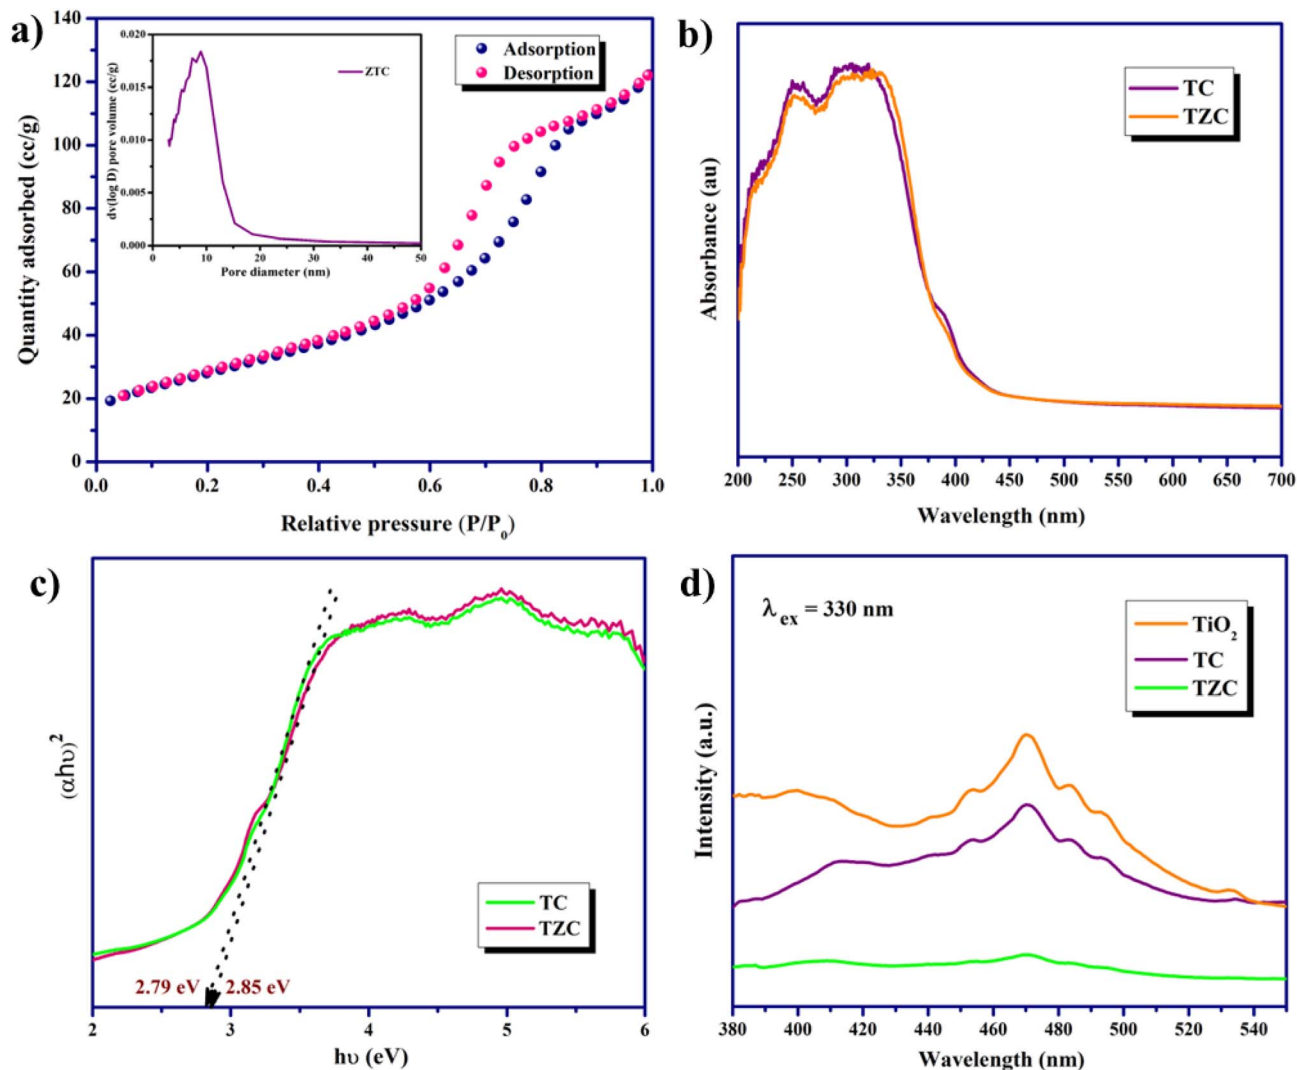 a)
140
120
100
80
60
40
20
0
0.0 0.2 0.4 0.6 0.8 1.0
Quantity adsorbed (cc/g)
Relative pressure (P/P0)
Adsorption
Desorption
0.020
0.015
0.010
0.005
0.000
0 10 20 30 40 50
dv(log D) pore volume (cc/g)
Pore diameter (nm)
ZTC
b)
Absorbance (au)
TC
TZC
200 250 300 350 400 450 500 550 600 650 700
Wavelength (nm)
c)
(αhυ)²
TC
TZC
2.79 eV 2.85 eV
2 3 4 5 6
hυ (eV)
d)
λex = 330 nm
Intensity (a.u.)
TiO2
TC
TZC
380 400 420 440 460 480 500 520 540
Wavelength (nm)